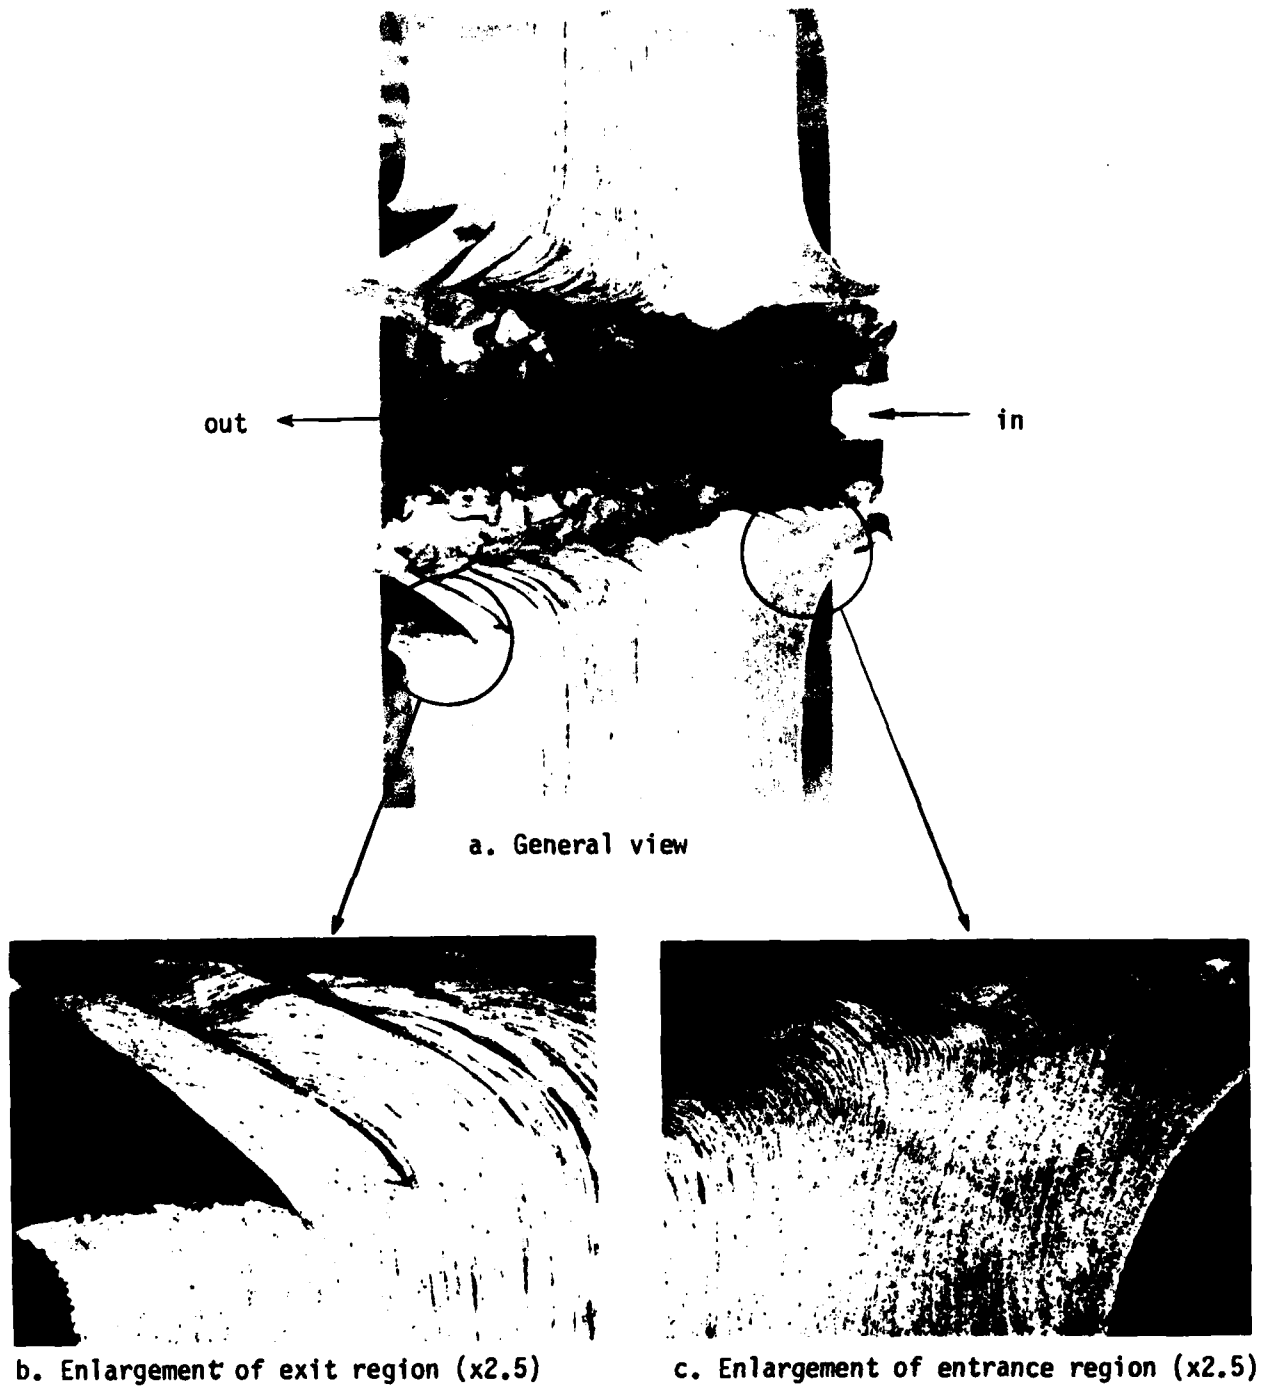 out
in
a. General view
b. Enlargement of exit region (x2.5)
c. Enlargement of entrance region (x2.5)